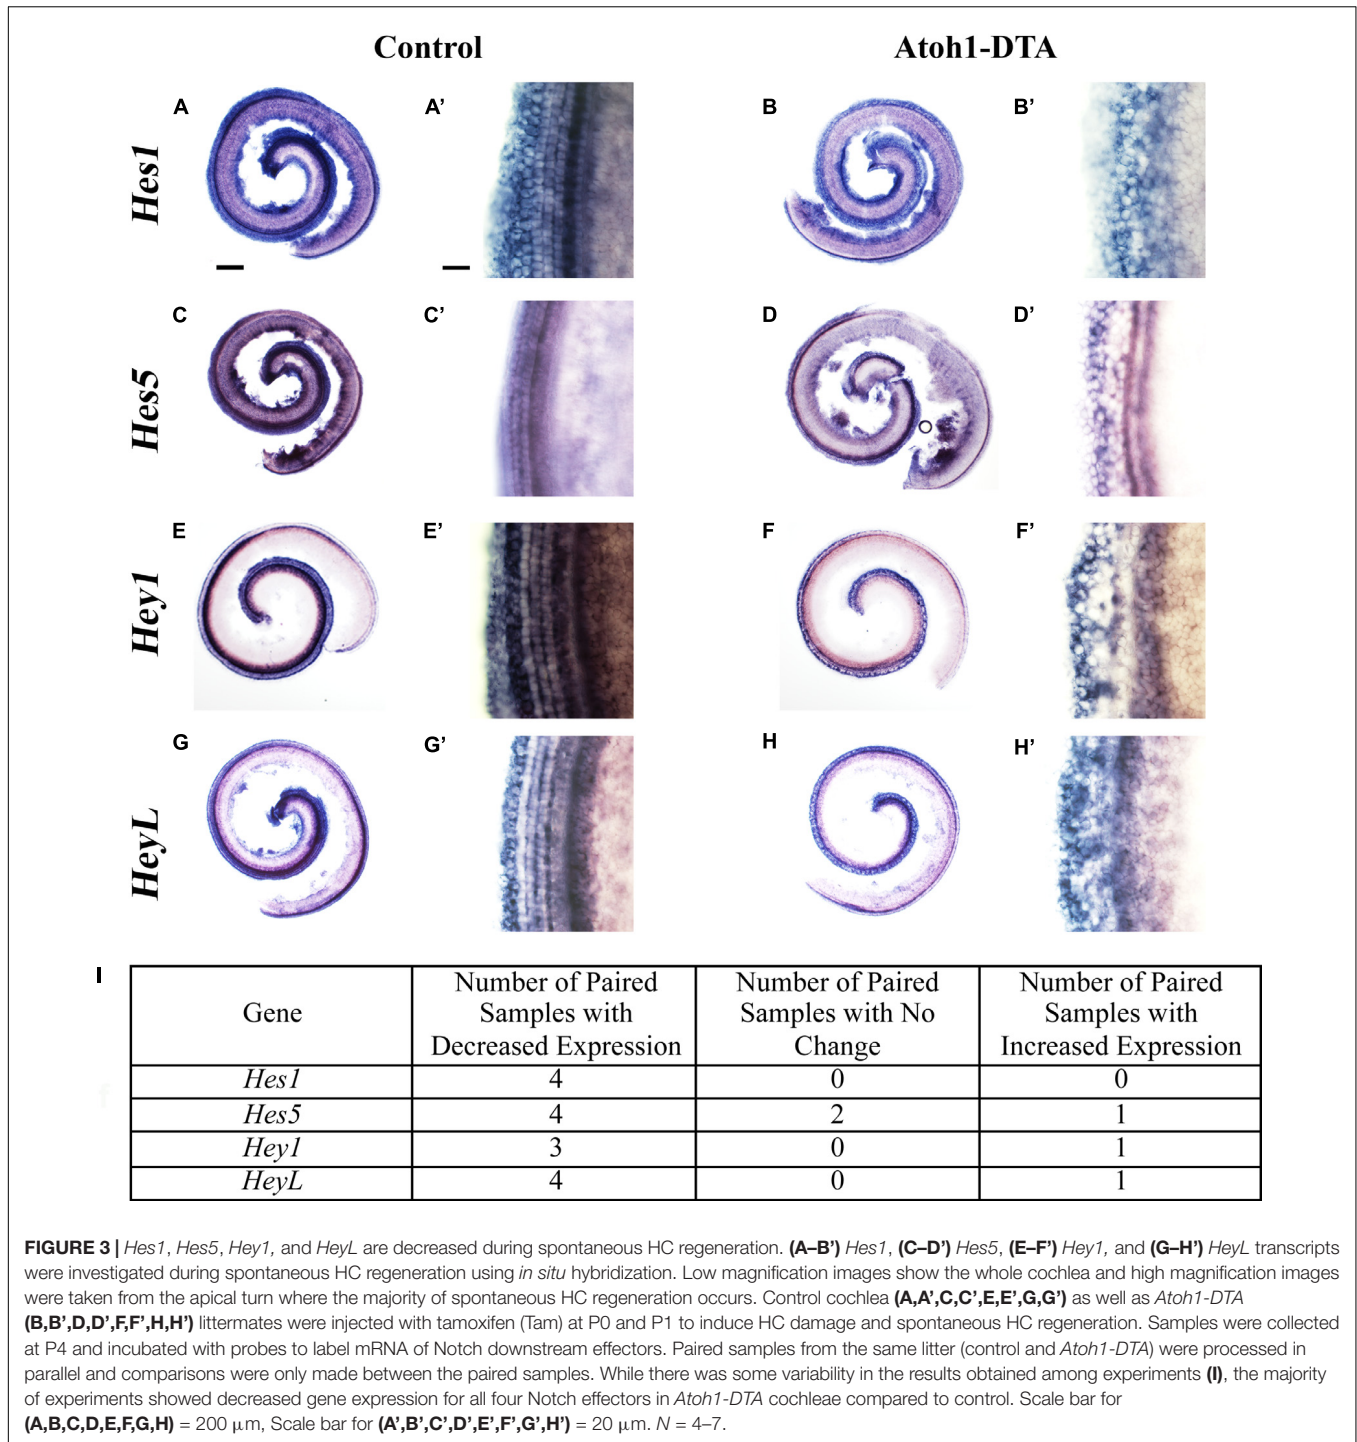 Control Atoh1-DTA
A A' B B'
Hes1
C C' D D'
Hes5
E E' F F'
Hey1
G G' H H'
HeyL
I
Gene
Number of Paired Samples with Decreased Expression
Number of Paired Samples with No Change
Number of Paired Samples with Increased Expression
Hes1 4 0 0
Hes5 4 2 1
Hey1 3 0 1
HeyL 4 0 1
FIGURE 3 | Hes1, Hes5, Hey1, and HeyL are decreased during spontaneous HC regeneration. (A–B') Hes1, (C–D') Hes5, (E–F') Hey1, and (G–H') HeyL transcripts
were investigated during spontaneous HC regeneration using in situ hybridization. Low magnification images show the whole cochlea and high magnification images
were taken from the apical turn where the majority of spontaneous HC regeneration occurs. Control cochlea (A,A',C,C',E,E',G,G') as well as Atoh1-DTA
(B,B',D,D',F,F',H,H') littermates were injected with tamoxifen (Tam) at P0 and P1 to induce HC damage and spontaneous HC regeneration. Samples were collected
at P4 and incubated with probes to label mRNA of Notch downstream effectors. Paired samples from the same litter (control and Atoh1-DTA) were processed in
parallel and comparisons were only made between the paired samples. While there was some variability in the results obtained among experiments (I), the majority
of experiments showed decreased gene expression for all four Notch effectors in Atoh1-DTA cochleae compared to control. Scale bar for
(A,B,C,D,E,F,G,H) = 200 μm, Scale bar for (A',B',C',D',E',F',G',H') = 20 μm. N = 4–7.